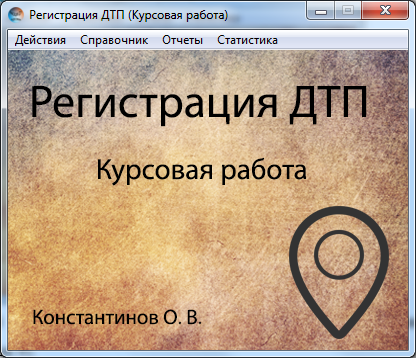 Регистрация ДТП (Курсовая работа)
Действия Справочник Отчеты Статистика
Регистрация ДТП
Курсовая работа
Константинов О. В.